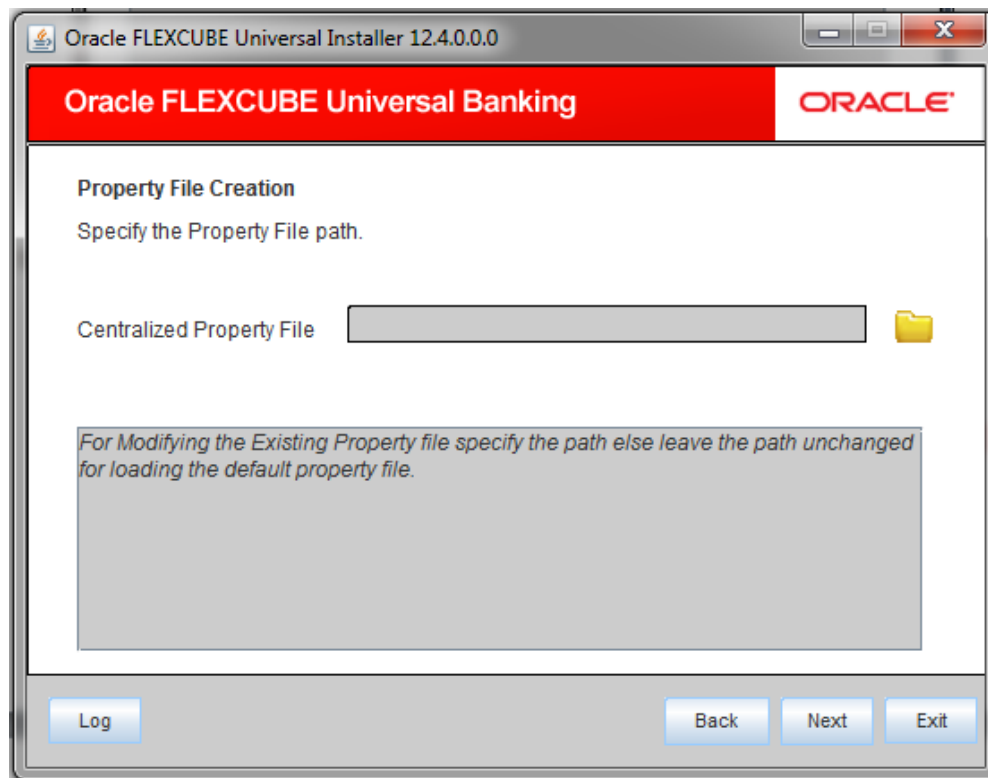 Oracle FLEXCUBE Universal Installer 12.4.0.0.0
Oracle FLEXCUBE Universal Banking
ORACLE
Property File Creation
Specify the Property File path.
Centralized Property File
For Modifying the Existing Property file specify the path else leave the path unchanged
for loading the default property file.
Log
Back
Next
Exit